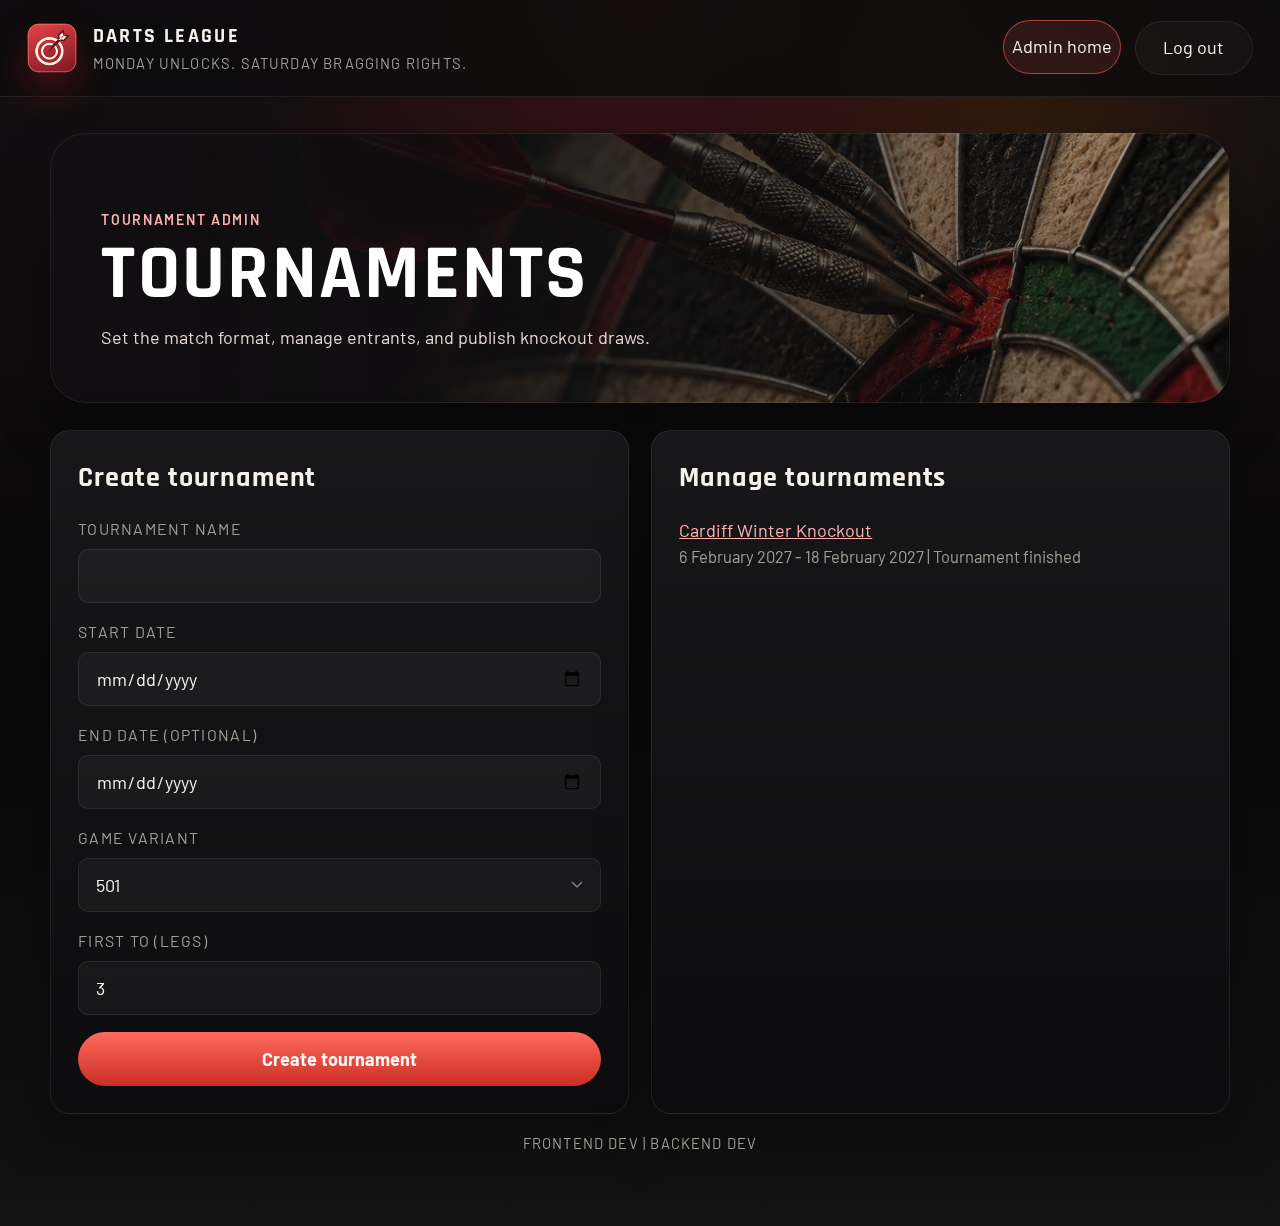 DARTS LEAGUE
MONDAY UNLOCKS. SATURDAY BRAGGING RIGHTS.
Admin home
Log out
TOURNAMENT ADMIN
TOURNAMENTS
Set the match format, manage entrants, and publish knockout draws.
Create tournament
TOURNAMENT NAME
START DATE
mm/dd/yyyy
END DATE (OPTIONAL)
mm/dd/yyyy
GAME VARIANT
501
FIRST TO (LEGS)
3
Create tournament
Manage tournaments
Cardiff Winter Knockout
6 February 2027 - 18 February 2027 | Tournament finished
FRONTEND DEV | BACKEND DEV